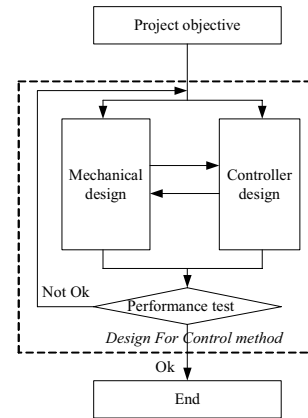 Project objective
Mechanical
design
Controller
design
Not Ok
Performance test
Design For Control method
Ok
End